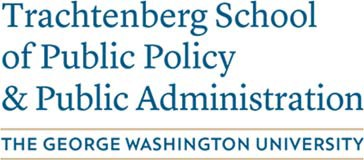 Trachtenberg School
of Public Policy
& Public Administration
THE GEORGE WASHINGTON UNIVERSITY